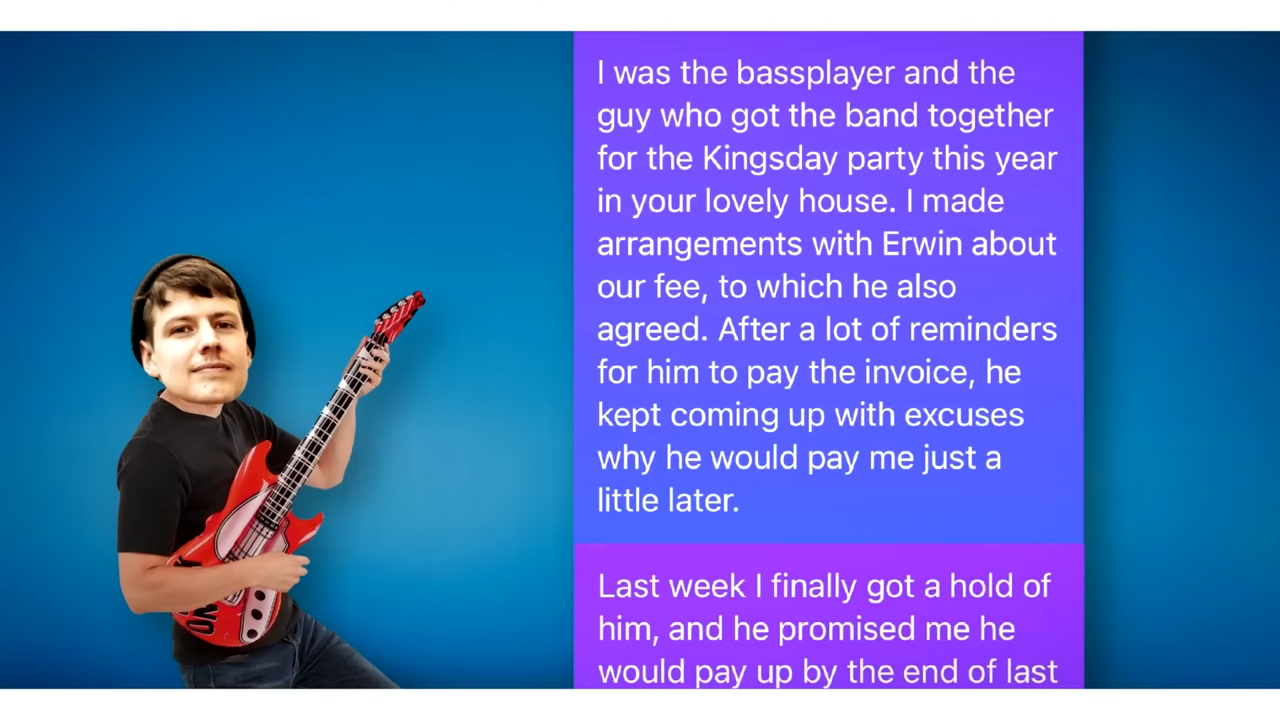 I was the bassplayer and the
guy who got the band together
for the Kingsday party this year
in your lovely house. I made
arrangements with Erwin about
our fee, to which he also
agreed. After a lot of reminders
for him to pay the invoice, he
kept coming up with excuses
why he would pay me just a
little later.
Last week I finally got a hold of
him, and he promised me he
would pay up by the end of last